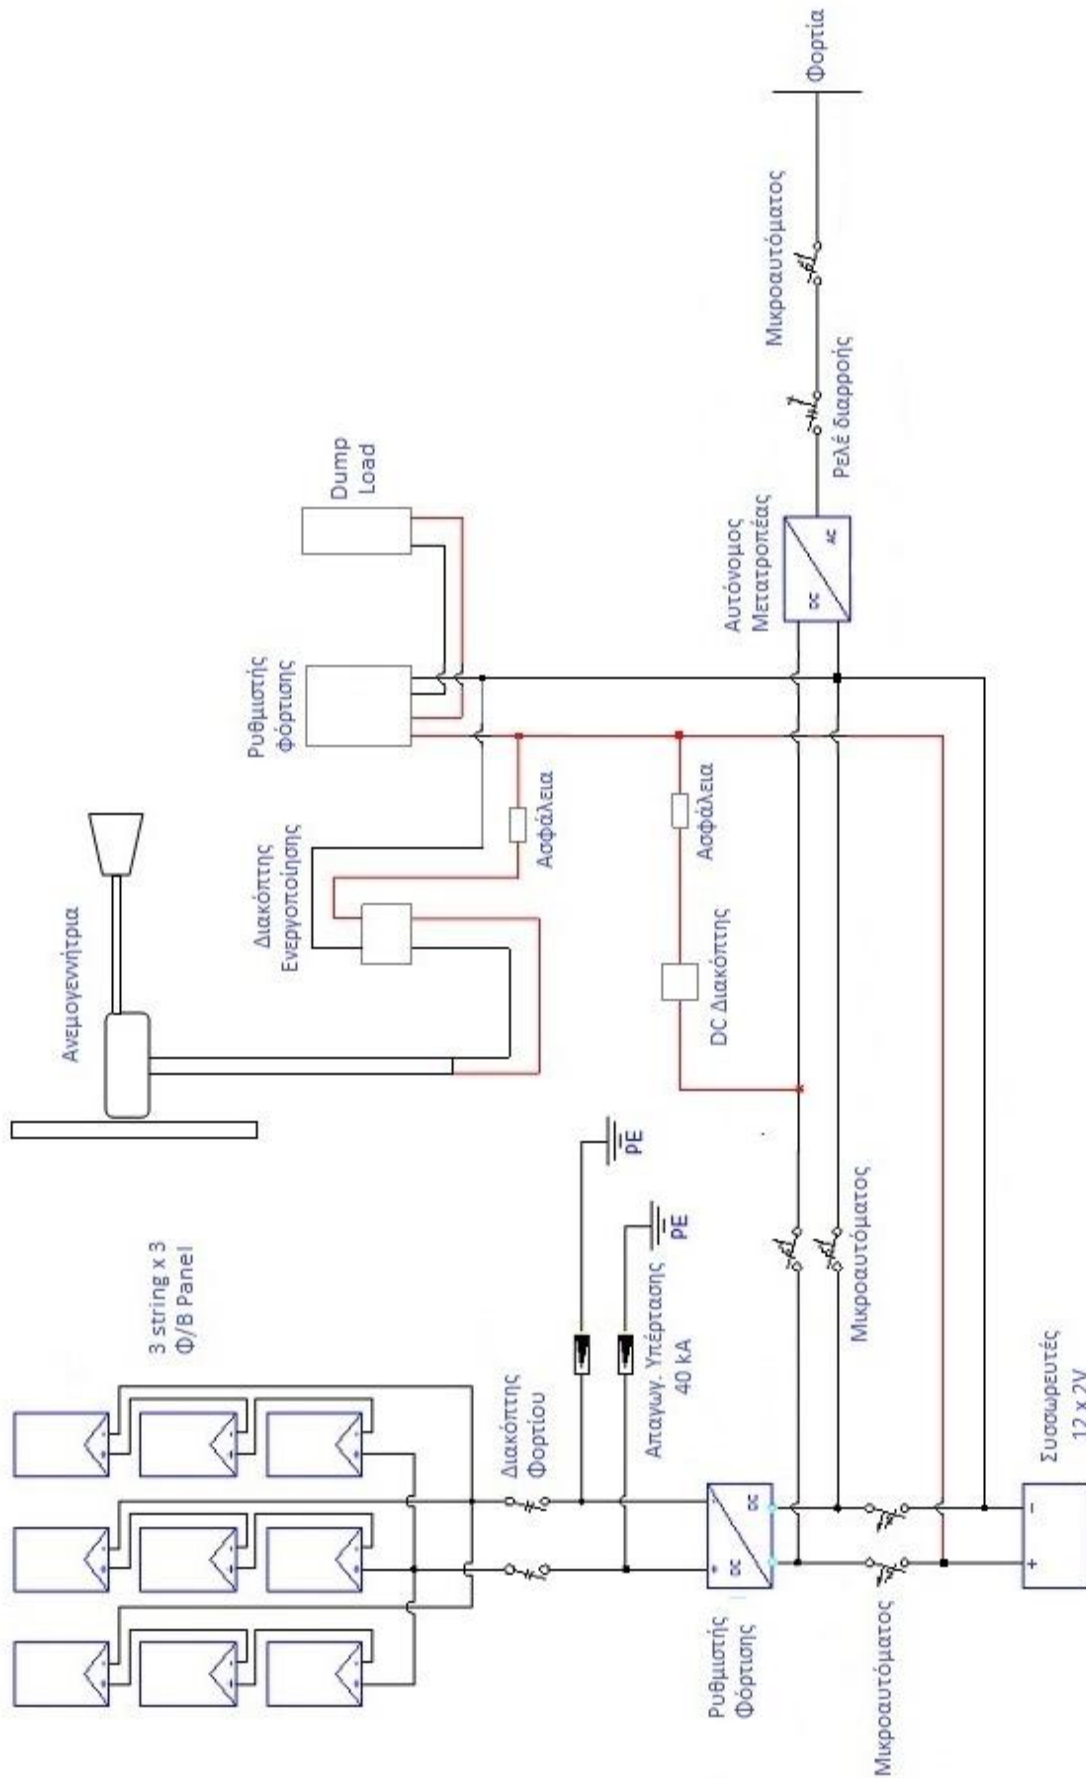 Ανεμογεννήτρια
3 string x 3
Φ/Β Panel
Διακόπτης
Ενεργοποίησης
Ρυθμιστής
φόρτισης
Dump
Load
Ασφάλεια
Διακόπτης
Φορτίου
PE
PE
Απαγωγ. Υπέρτασης
40 kA
DC Διακόπτης
Ασφάλεια
Αυτόνομος
Μετατροπέας
DC
AC
Ρελέ διαρροής
Μικροαυτόματος
Φορτία
Ρυθμιστής
Φόρτισης
+
-
DC
DC
Μικροαυτόματος
Μικροαυτόματος
+
-
Συσσωρευτές
12 x 2V